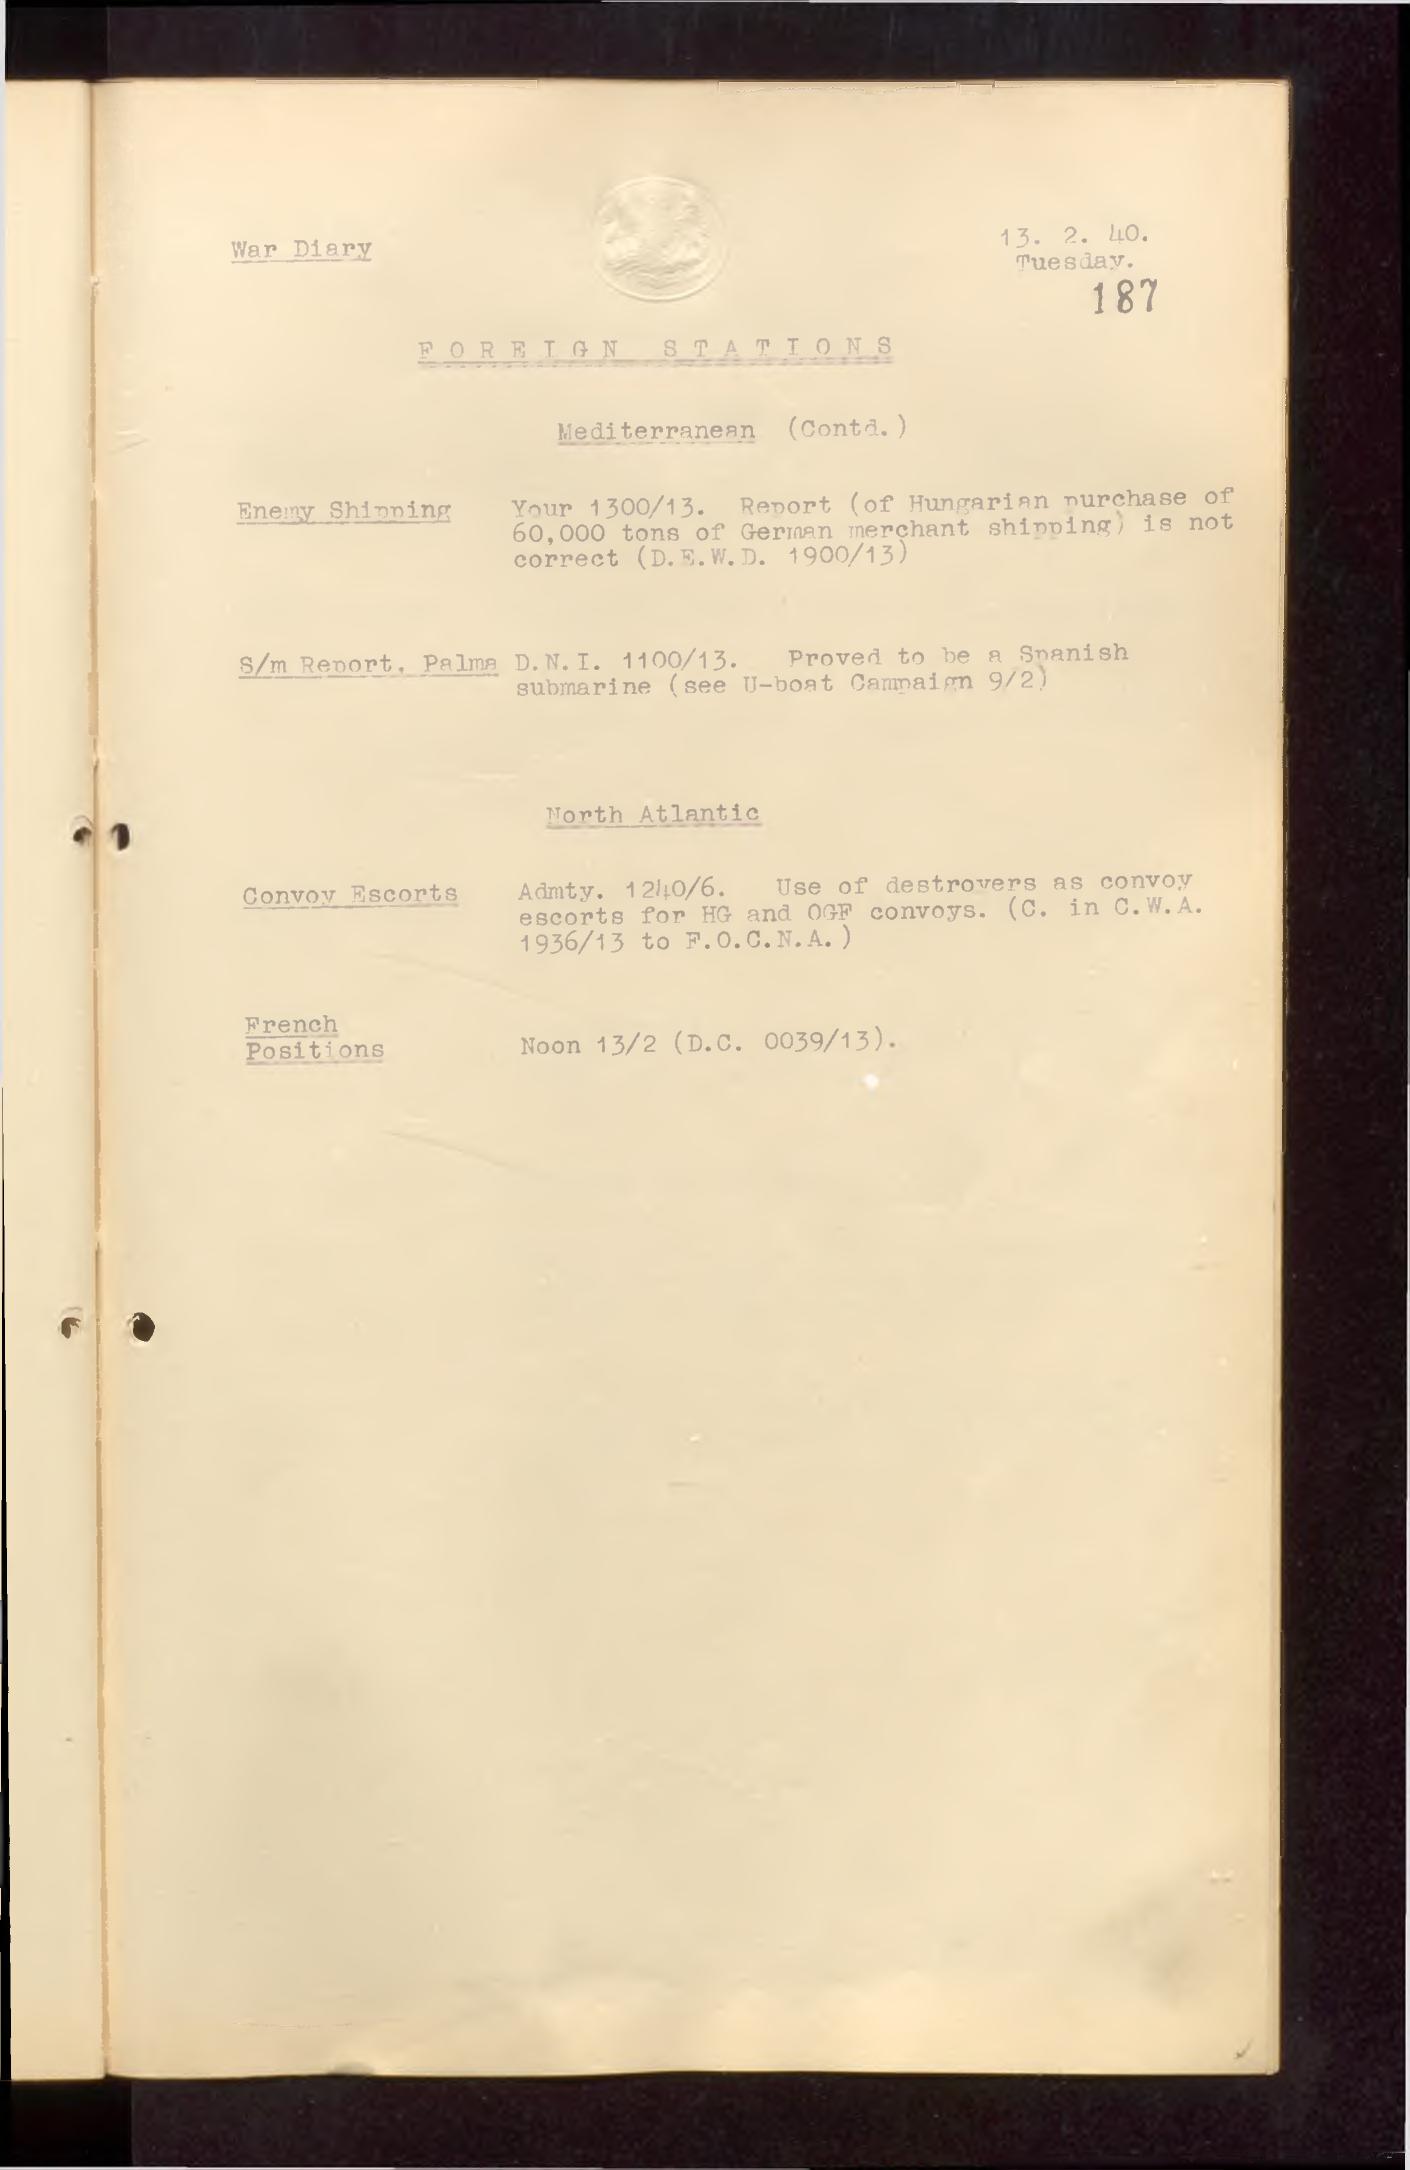 War Diary
13. 2. 40.
Tuesday.
187
FOREIGN STATIONS
Mediterranean (Contd.)
Enemy Shipping Your 1300/13. Report (of Hungarian purchase of
60,000 tons of German merchant shipping) is not
correct (D.E.W.D. 1900/13)
S/m Report, Palma D.N.I. 1100/13. Proved to be a Spanish
submarine (see U-boat Campaign 9/2)
North Atlantic
Convoy Escorts Admty. 1240/6. Use of destroyers as convoy
escorts for HG and OGF convoys. (C. in C.W.A.
1936/13 to F.O.C.N.A.)
French
Positions Noon 13/2 (D.C. 0039/13).